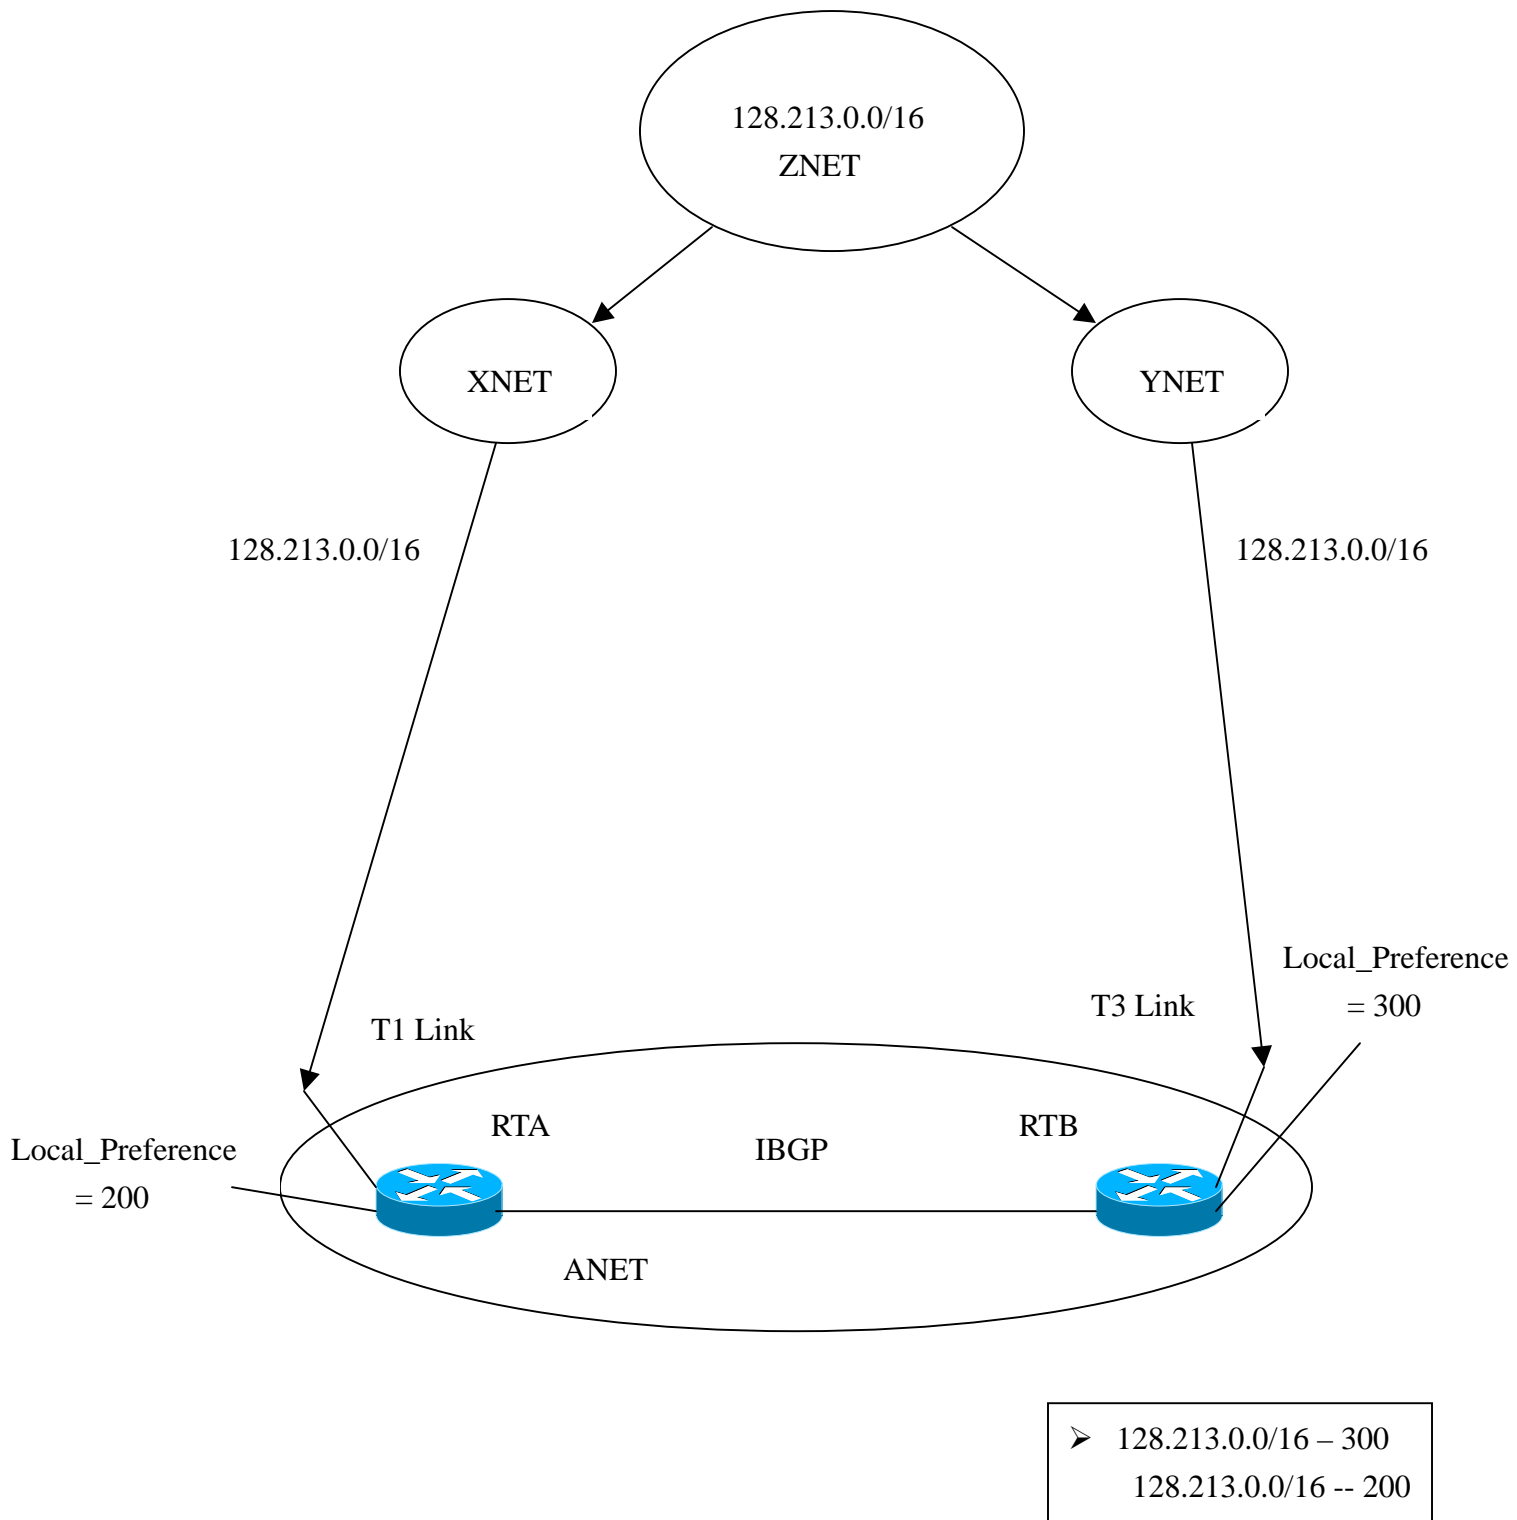 128.213.0.0/16
ZNET
XNET
YNET
128.213.0.0/16
128.213.0.0/16
Local_Preference
= 300
T3 Link
T1 Link
RTA
RTB
IBGP
Local_Preference
= 200
ANET
➢ 128.213.0.0/16 – 300
128.213.0.0/16 -- 200